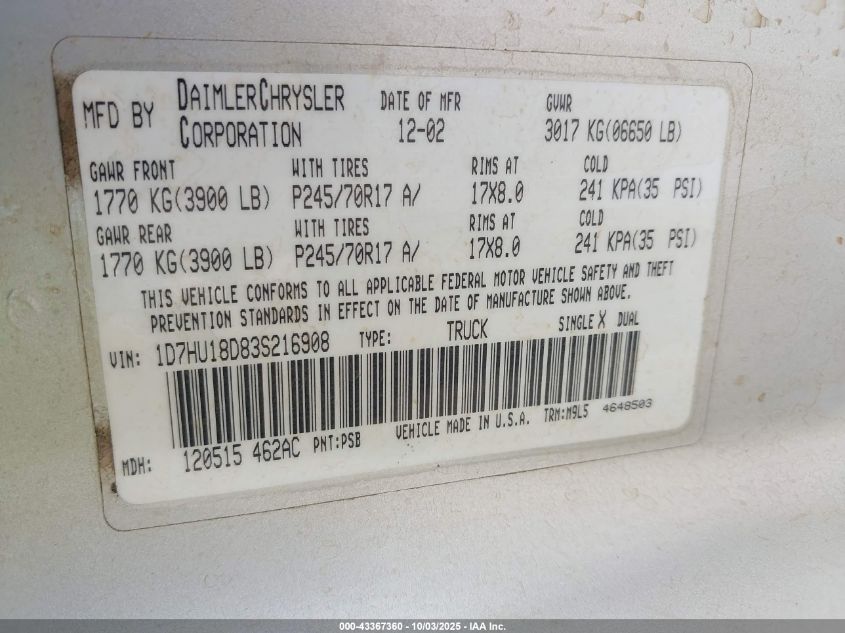 MFD BY DAIMLERCHRYSLER CORPORATION
DATE OF MFR 12-02
GVWR 3017 KG(06650 LB)
GAWR FRONT WITH TIRES RIMS AT COLD
1770 KG(3900 LB) P245/70R17 A/ 17X8.0 241 KPA(35 PSI)
GAWR REAR WITH TIRES RIMS AT COLD
1770 KG(3900 LB) P245/70R17 A/ 17X8.0 241 KPA(35 PSI)
THIS VEHICLE CONFORMS TO ALL APPLICABLE FEDERAL MOTOR VEHICLE SAFETY AND THEFT
PREVENTION STANDARDS IN EFFECT ON THE DATE OF MANUFACTURE SHOWN ABOVE.
VIN: 1D7HU18D83S216908 TYPE: TRUCK SINGLE X DUAL
MDH: 120515 462AC PNT:PSB VEHICLE MADE IN U.S.A. TRM:M9L5 4648503
000-43367360 - 10/03/2025 - IAA Inc.